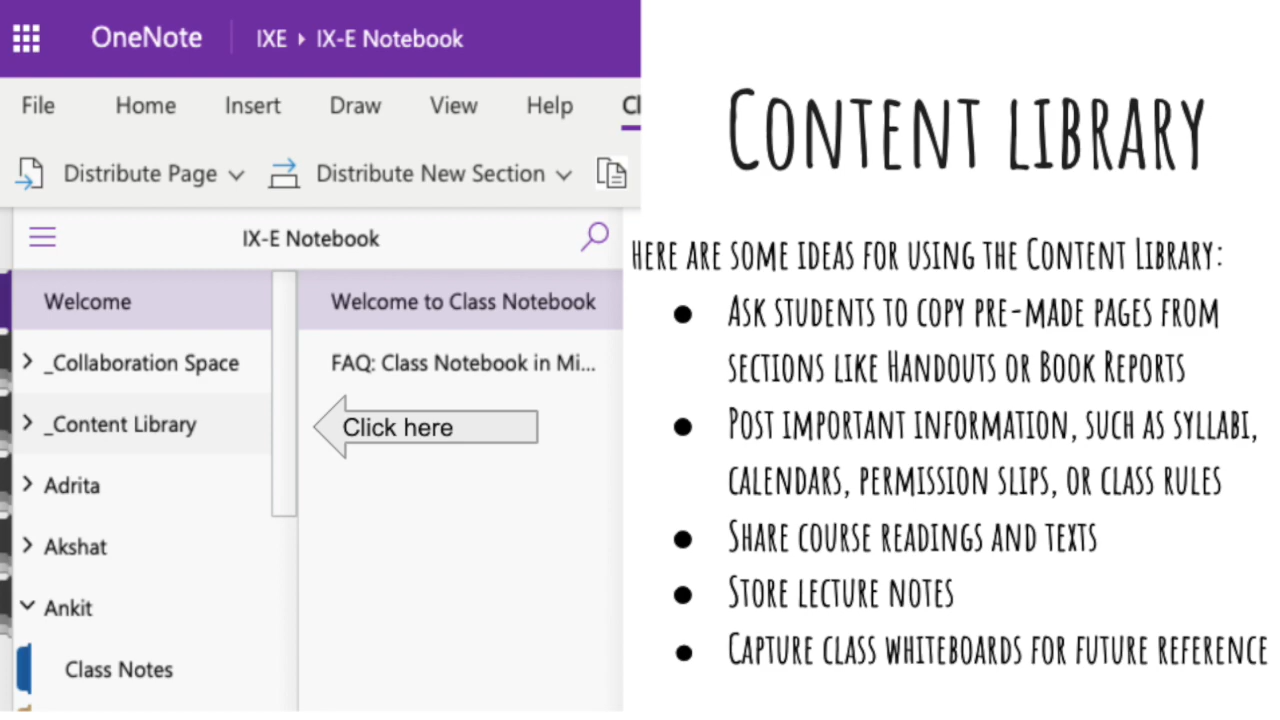 OneNote
IXE ▸ IX-E Notebook
File Home Insert Draw View Help
Distribute Page Distribute New Section
IX-E Notebook
Welcome
_Collaboration Space
_Content Library
Adrita
Akshat
Ankit
Class Notes
Welcome to Class Notebook
FAQ: Class Notebook in Mi...
Click here
Content library
Here are some ideas for using the Content Library:
● Ask students to copy pre-made pages from
sections like Handouts or Book Reports
● Post important information, such as syllabi,
calendars, permission slips, or class rules
● Share course readings and texts
● Store lecture notes
● Capture class whiteboards for future reference